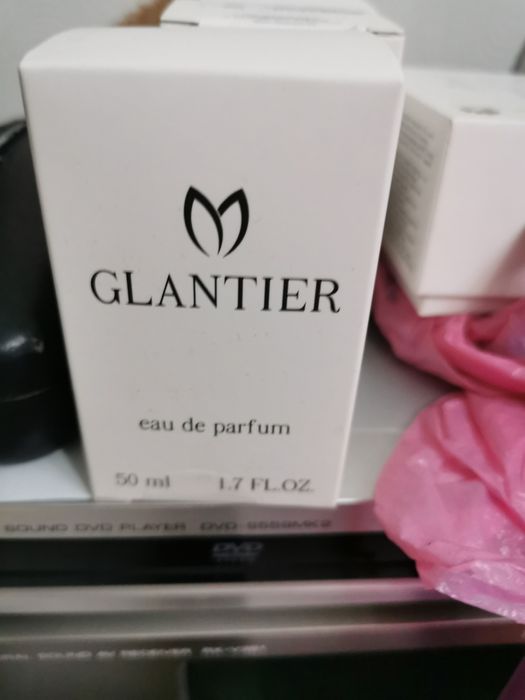 GLANTIER
eau de parfum
50 ml 1.7 FL.OZ.
SOUND DVD PLAYER
DVD